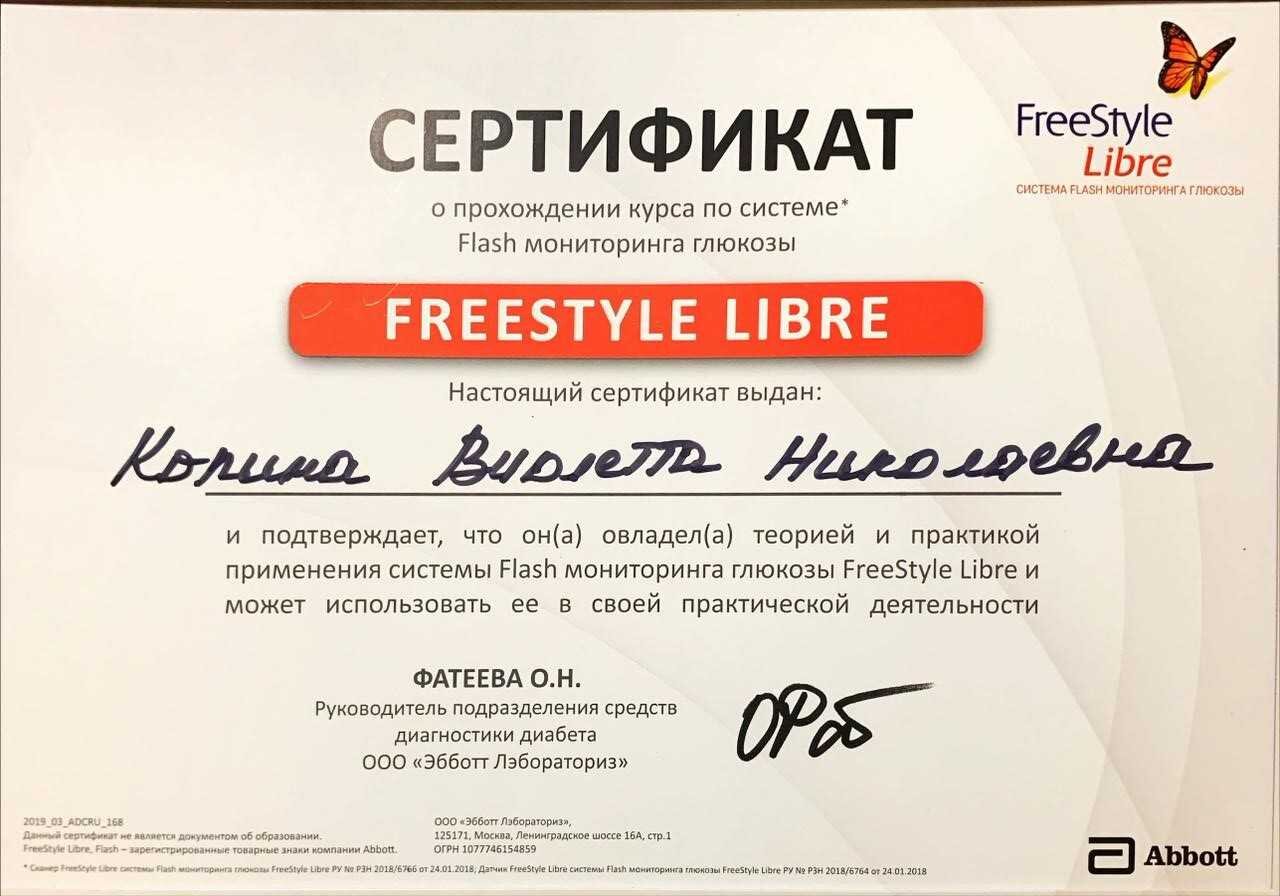 FreeStyle
Libre
СИСТЕМА FLASH МОНИТОРИНГА ГЛЮКОЗЫ
СЕРТИФИКАТ
о прохождении курса по системе*
Flash мониторинга глюкозы
FREESTYLE LIBRE
Настоящий сертификат выдан:
Копина Виолетта Николаевна
и подтверждает, что он(а) овладел(а) теорией и практикой
применения системы Flash мониторинга глюкозы FreeStyle Libre и
может использовать ее в своей практической деятельности
ФАТЕЕВА О.Н.
Руководитель подразделения средств
диагностики диабета
ООО «Эбботт Лэбораториз»
2019_03_ADCRU_168
Данный сертификат не является документом об образовании.
FreeStyle Libre, Flash – зарегистрированные товарные знаки компании Abbott.
ООО «Эбботт Лэбораториз»,
125171, Москва, Ленинградское шоссе 16А, стр.1
ОГРН 1077746154859
* Сканер FreeStyle Libre системы Flash мониторинга глюкозы FreeStyle Libre РУ № РЗН 2018/6766 от 24.01.2018; Датчик FreeStyle Libre системы Flash мониторинга глюкозы FreeStyle Libre РУ № РЗН 2018/6764 от 24.01.2018
Abbott